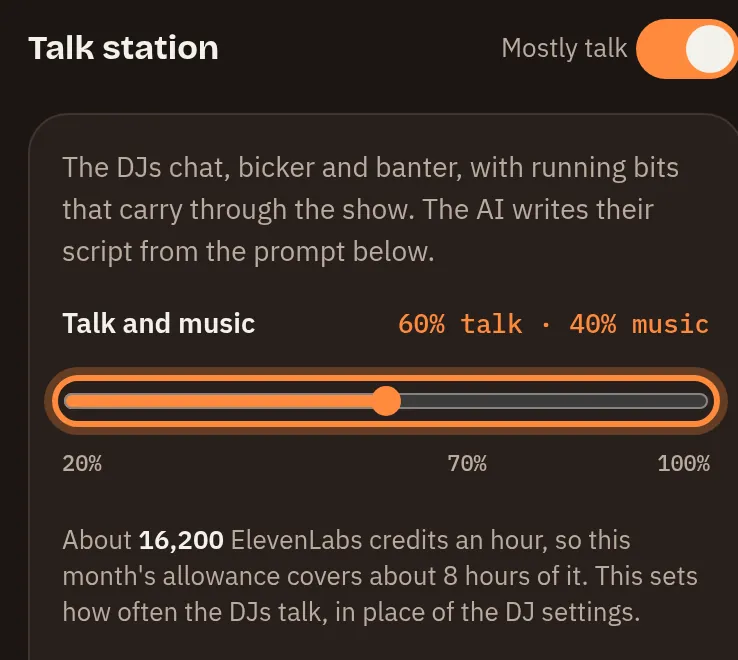 Talk station
Mostly talk
The DJs chat, bicker and banter, with running bits
that carry through the show. The AI writes their
script from the prompt below.
Talk and music
60% talk · 40% music
20%
70%
100%
About 16,200 ElevenLabs credits an hour, so this
month's allowance covers about 8 hours of it. This sets
how often the DJs talk, in place of the DJ settings.